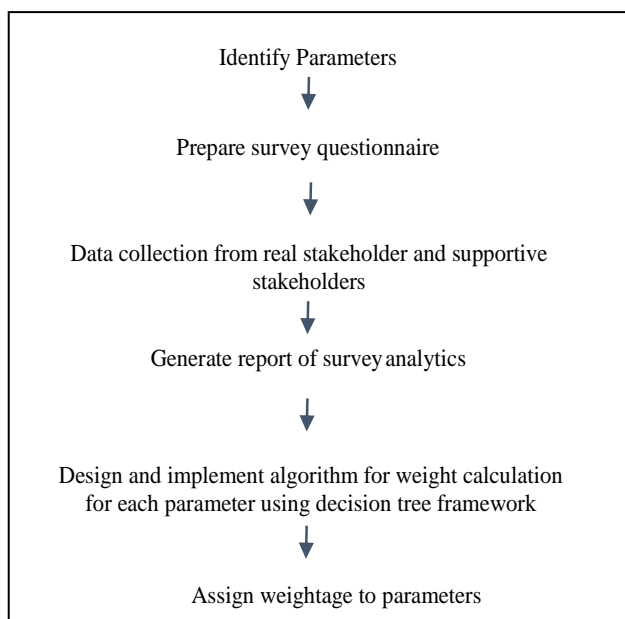 Identify Parameters
Prepare survey questionnaire
Data collection from real stakeholder and supportive
stakeholders
Generate report of survey analytics
Design and implement algorithm for weight calculation
for each parameter using decision tree framework
Assign weightage to parameters